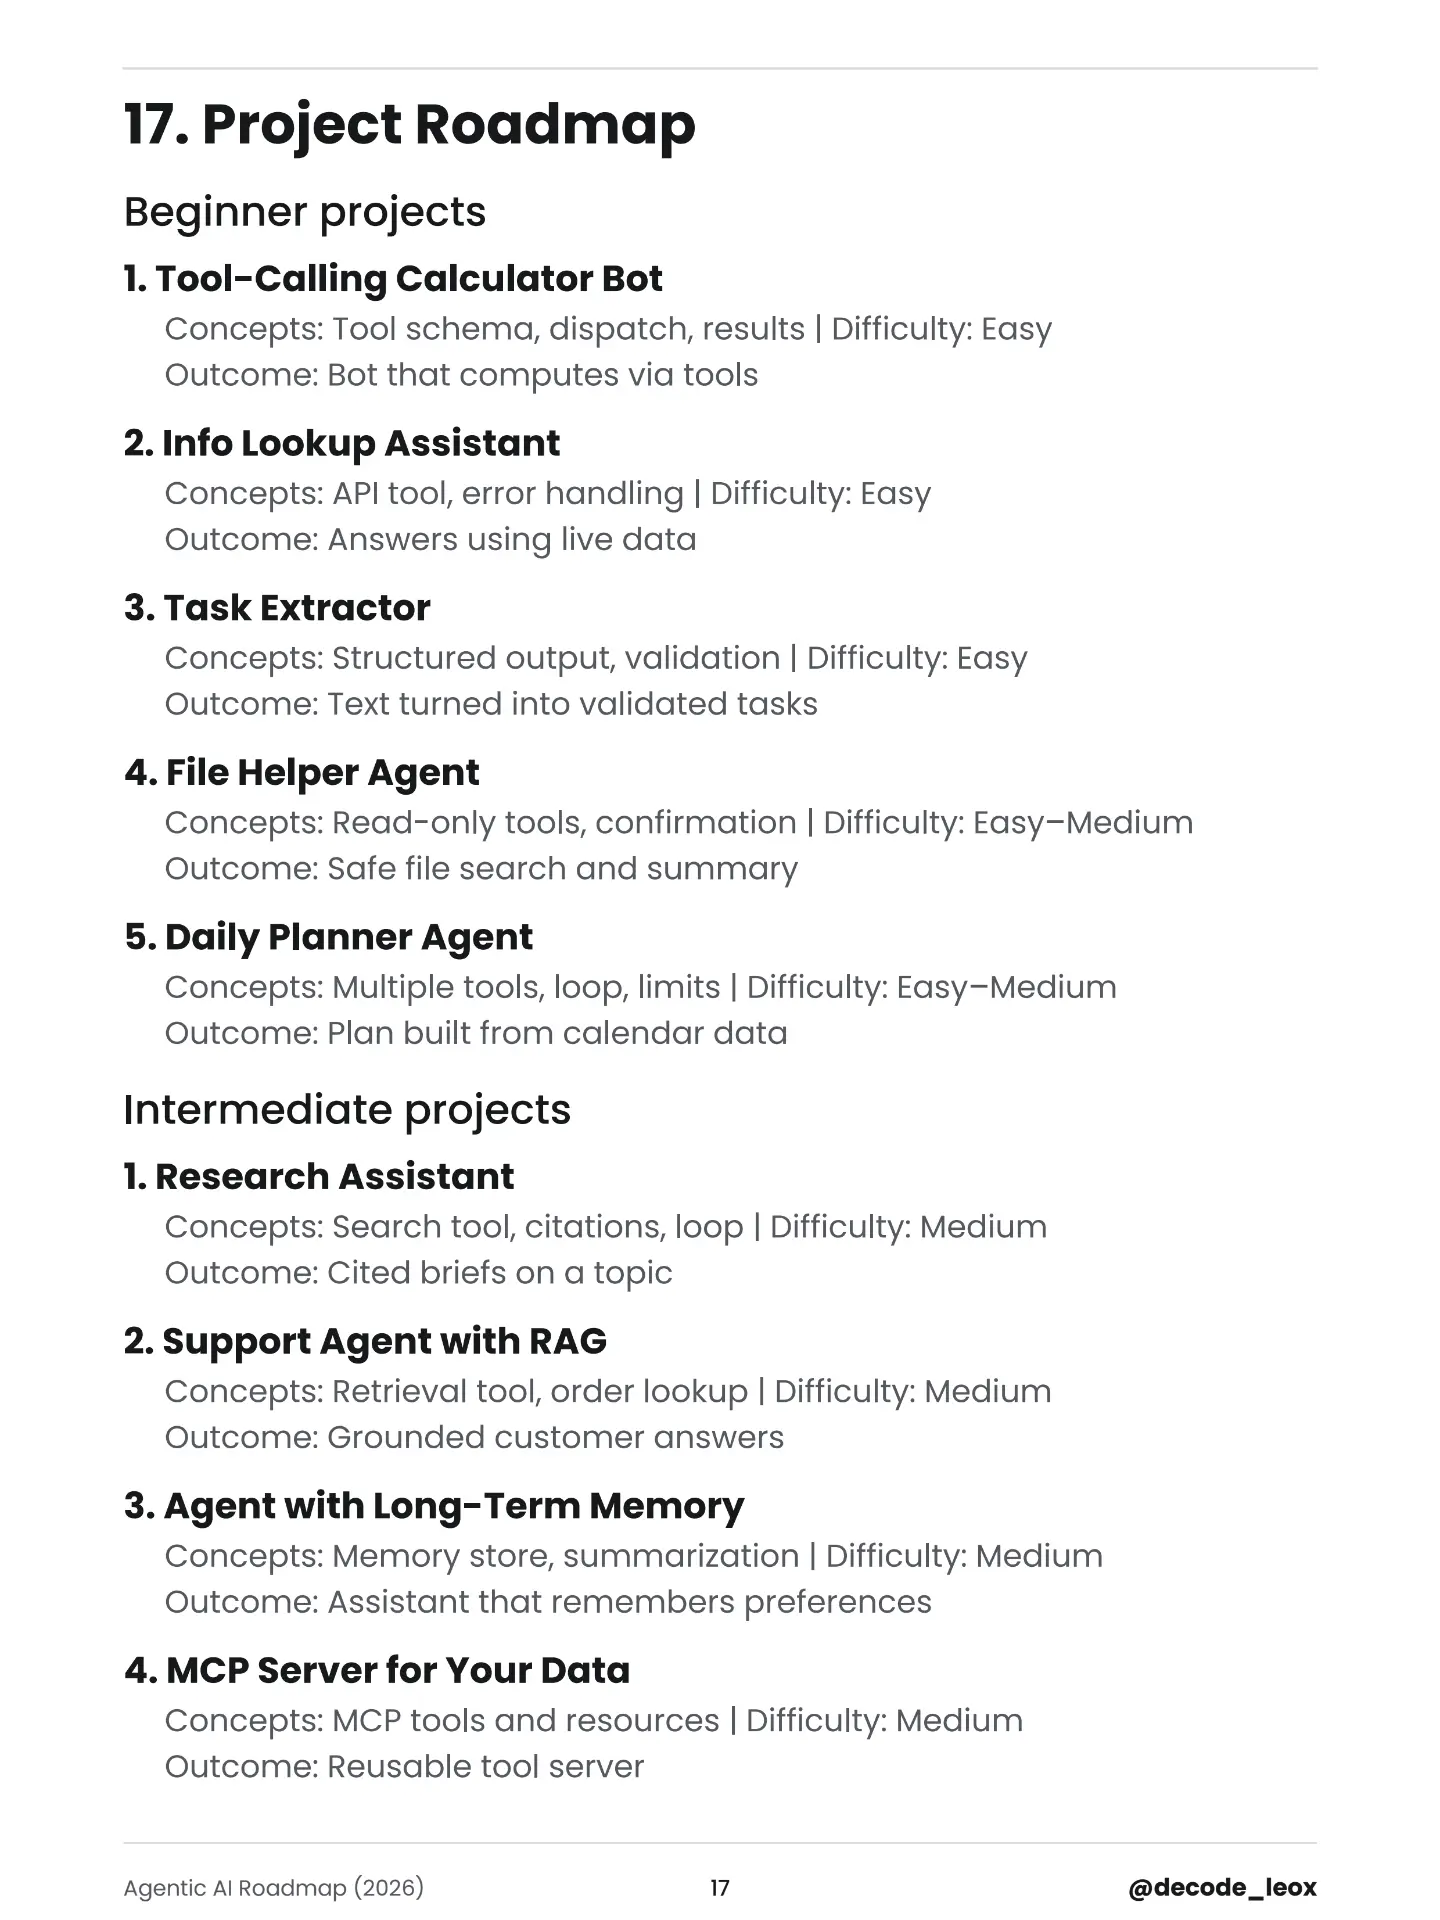 17. Project Roadmap
Beginner projects
1. Tool-Calling Calculator Bot
Concepts: Tool schema, dispatch, results | Difficulty: Easy
Outcome: Bot that computes via tools
2. Info Lookup Assistant
Concepts: API tool, error handling | Difficulty: Easy
Outcome: Answers using live data
3. Task Extractor
Concepts: Structured output, validation | Difficulty: Easy
Outcome: Text turned into validated tasks
4. File Helper Agent
Concepts: Read-only tools, confirmation | Difficulty: Easy–Medium
Outcome: Safe file search and summary
5. Daily Planner Agent
Concepts: Multiple tools, loop, limits | Difficulty: Easy–Medium
Outcome: Plan built from calendar data
Intermediate projects
1. Research Assistant
Concepts: Search tool, citations, loop | Difficulty: Medium
Outcome: Cited briefs on a topic
2. Support Agent with RAG
Concepts: Retrieval tool, order lookup | Difficulty: Medium
Outcome: Grounded customer answers
3. Agent with Long-Term Memory
Concepts: Memory store, summarization | Difficulty: Medium
Outcome: Assistant that remembers preferences
4. MCP Server for Your Data
Concepts: MCP tools and resources | Difficulty: Medium
Outcome: Reusable tool server
Agentic AI Roadmap (2026)
17
@decode_leox